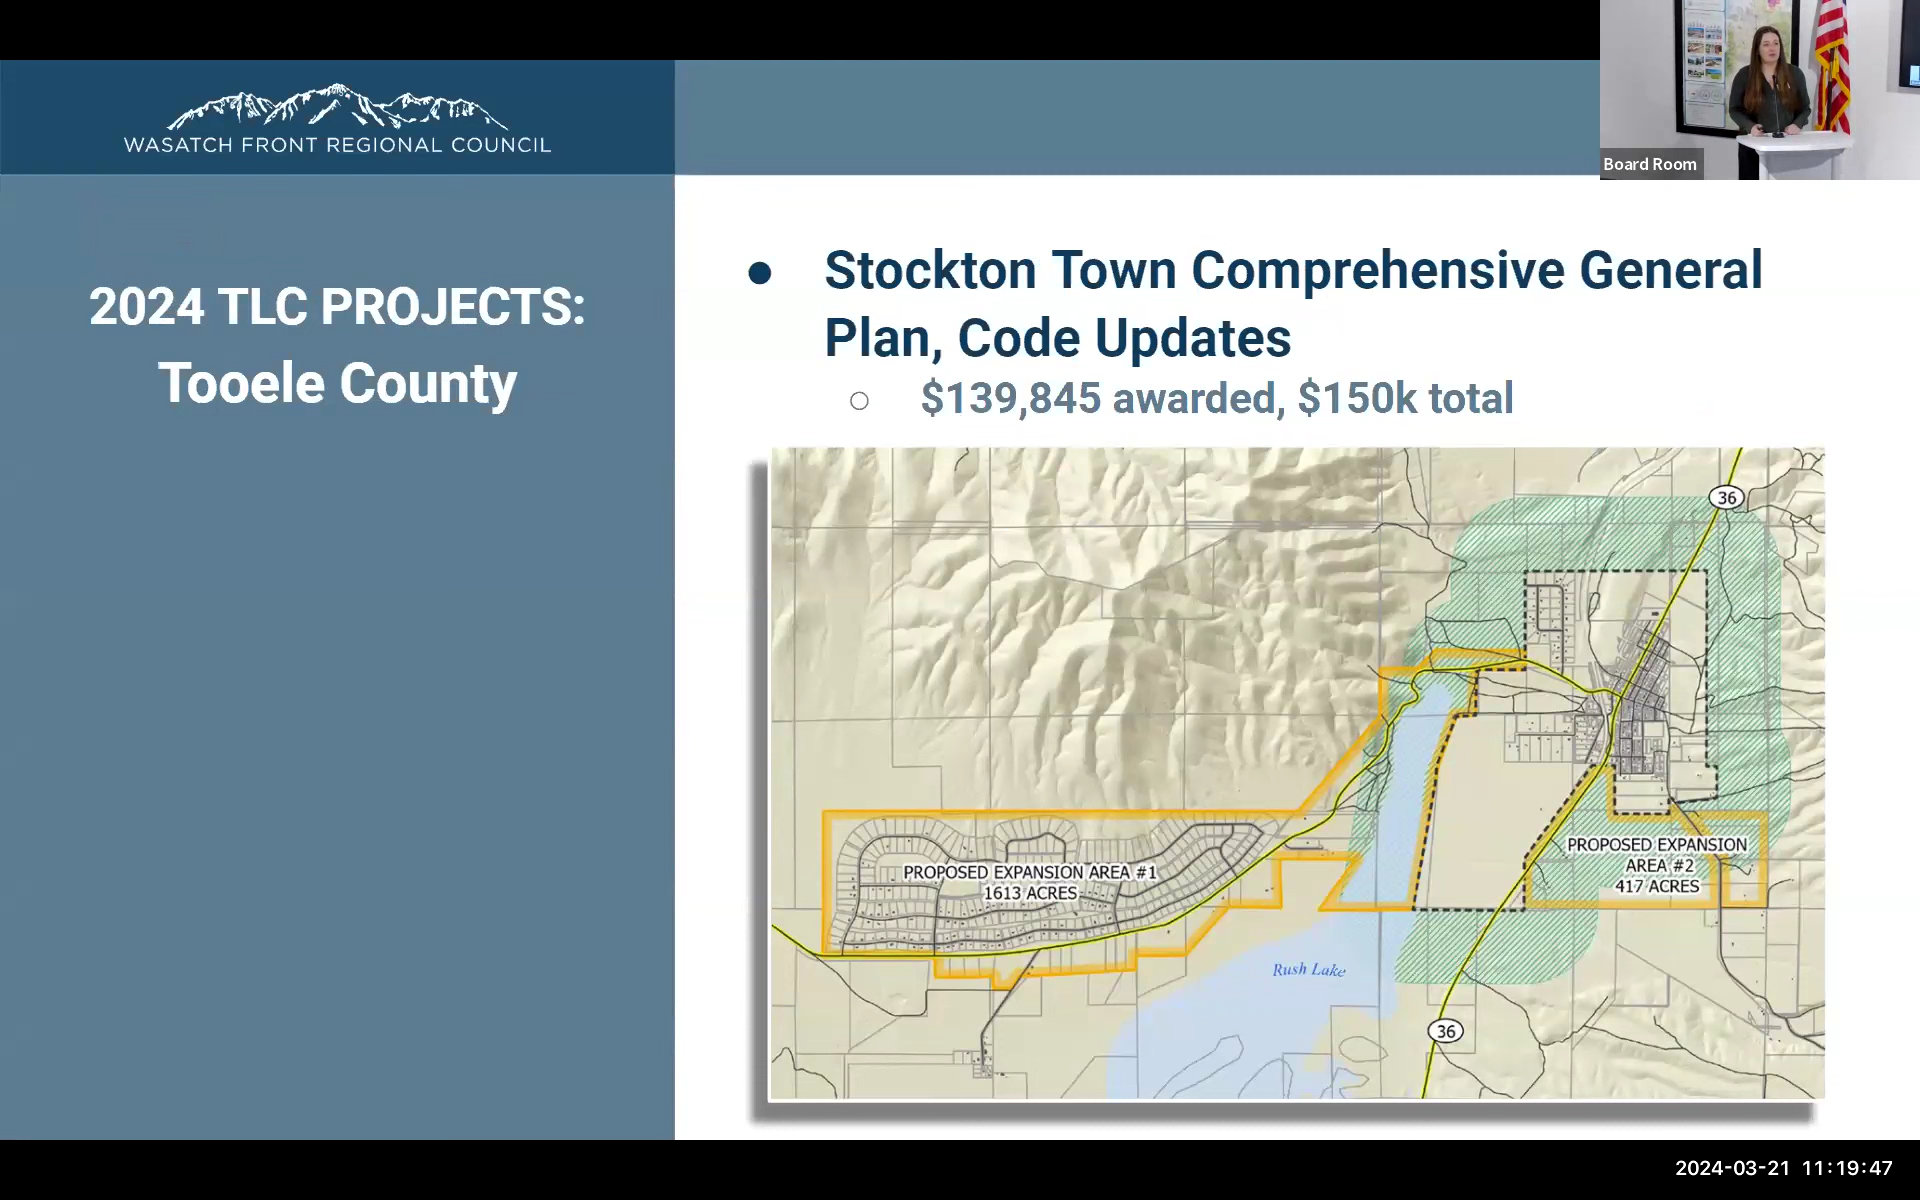 WASATCH FRONT REGIONAL COUNCIL
Board Room
2024 TLC PROJECTS:
Tooele County
● Stockton Town Comprehensive General
Plan, Code Updates
○ $139,845 awarded, $150k total
36
PROPOSED EXPANSION AREA #1
1613 ACRES
PROPOSED EXPANSION
AREA #2
417 ACRES
Rush Lake
36
2024-03-21 11:19:47